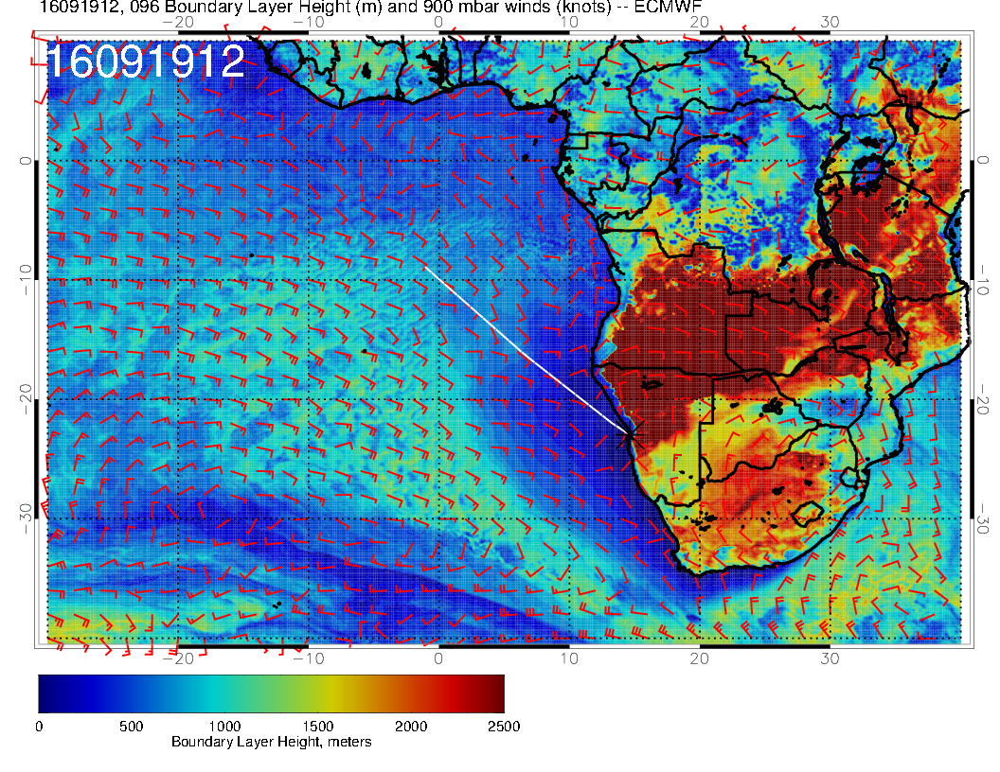 16091912, 096 Boundary Layer Height (m) and 900 mbar winds (knots) -- ECMWF
−20 −10 0 10 20 30
16091912
0 0
−10 −10
−20 −20
−30 −30
−20 −10 0 10 20 30
0 500 1000 1500 2000 2500
Boundary Layer Height, meters